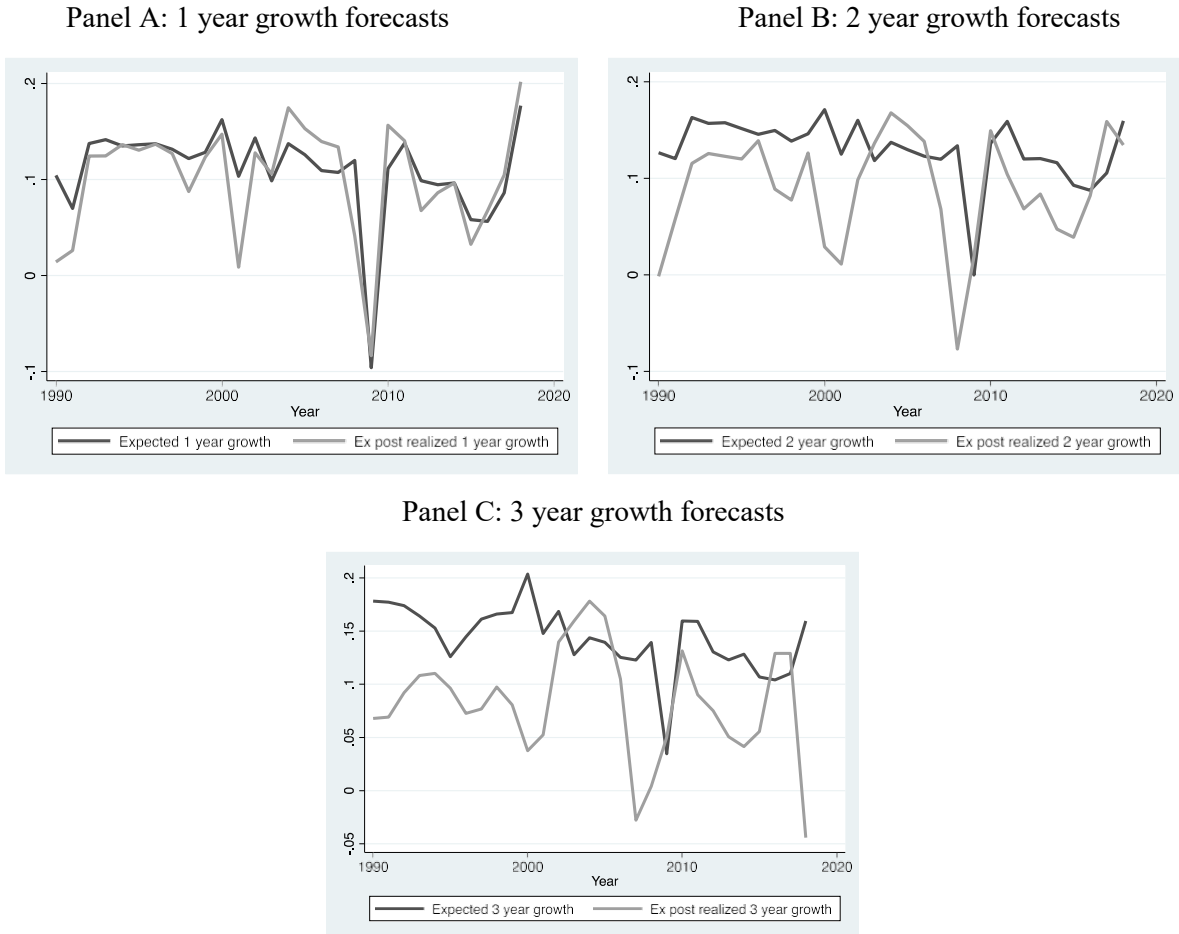 Panel A: 1 year growth forecasts
.2
.1
0
-.1
1990 2000 2010 2020
Year
Expected 1 year growth Ex post realized 1 year growth
Panel B: 2 year growth forecasts
.2
.1
0
-.1
1990 2000 2010 2020
Year
Expected 2 year growth Ex post realized 2 year growth
Panel C: 3 year growth forecasts
.2
.15
.1
.05
0
-.05
1990 2000 2010 2020
Year
Expected 3 year growth Ex post realized 3 year growth